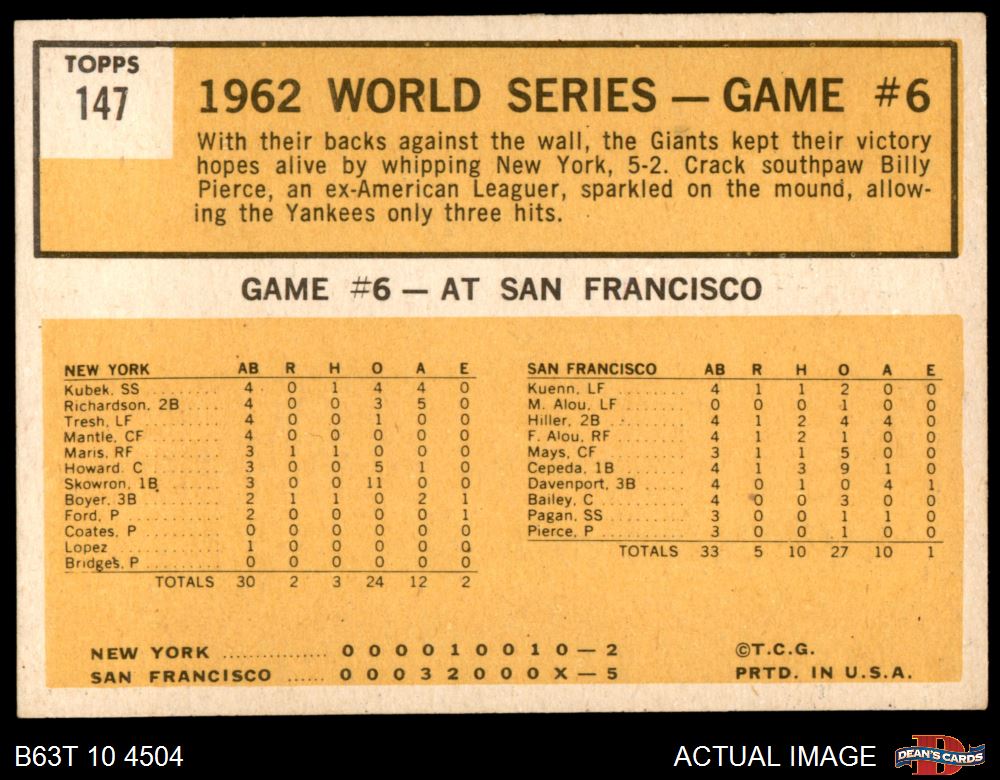 TOPPS
147
1962 WORLD SERIES — GAME #6
With their backs against the wall, the Giants kept their victory
hopes alive by whipping New York, 5-2. Crack southpaw Billy
Pierce, an ex-American Leaguer, sparkled on the mound, allow-
ing the Yankees only three hits.
GAME #6 — AT SAN FRANCISCO
NEW YORK AB R H O A E
Kubek, SS ........ 4 0 1 4 4 0
Richardson, 2B ..... 4 0 0 3 5 0
Tresh, LF ........ 4 0 0 1 0 0
Mantle, CF ........ 4 0 0 0 0 0
Maris, RF ........ 3 1 1 0 0 0
Howard, C ........ 3 0 0 5 1 0
Skowron, 1B ....... 3 0 0 11 0 0
Boyer, 3B ........ 2 1 1 0 2 1
Ford, P ......... 2 0 0 0 0 1
Coates, P ........ 0 0 0 0 0 0
Lopez ......... 1 0 0 0 0 0
Bridges, P ........ 0 0 0 0 0 0
TOTALS 30 2 3 24 12 2
SAN FRANCISCO AB R H O A E
Kuenn, LF ........ 4 1 1 2 0 0
M. Alou, LF ....... 0 0 0 1 0 0
Hiller, 2B ........ 4 1 2 4 4 0
F. Alou, RF ....... 4 1 2 1 0 0
Mays, CF ........ 3 1 1 5 0 0
Cepeda, 1B ....... 4 1 3 9 1 0
Davenport, 3B ..... 4 0 1 0 4 1
Bailey, C ........ 4 0 0 3 0 0
Pagan, SS ........ 3 0 0 1 1 0
Pierce, P ........ 3 0 0 1 0 0
TOTALS 33 5 10 27 10 1
NEW YORK ............... 0 0 0 0 1 0 0 1 0 — 2
SAN FRANCISCO ...... 0 0 0 3 2 0 0 0 X — 5
©T.C.G.
PRTD. IN U.S.A.
B63T 10 4504
ACTUAL IMAGE
D
DEAN'S CARDS